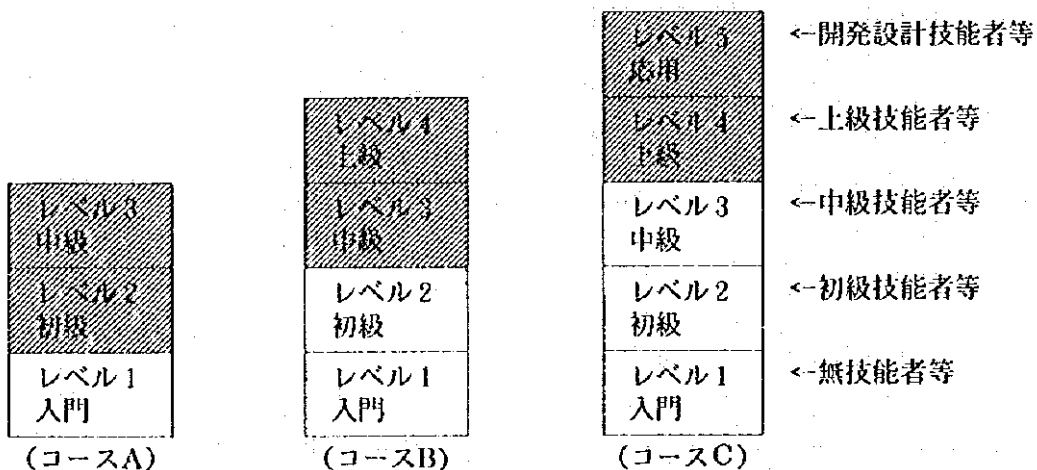 レベル3
中級
レベル2
初級
レベル1
入門
(コースA)
レベル4
上級
レベル3
中級
レベル2
初級
レベル1
入門
(コースB)
レベル5
応用
レベル4
上級
レベル3
中級
レベル2
初級
レベル1
入門
(コースC)
←開発設計技能者等
←上級技能者等
←中級技能者等
←初級技能者等
←無技能者等